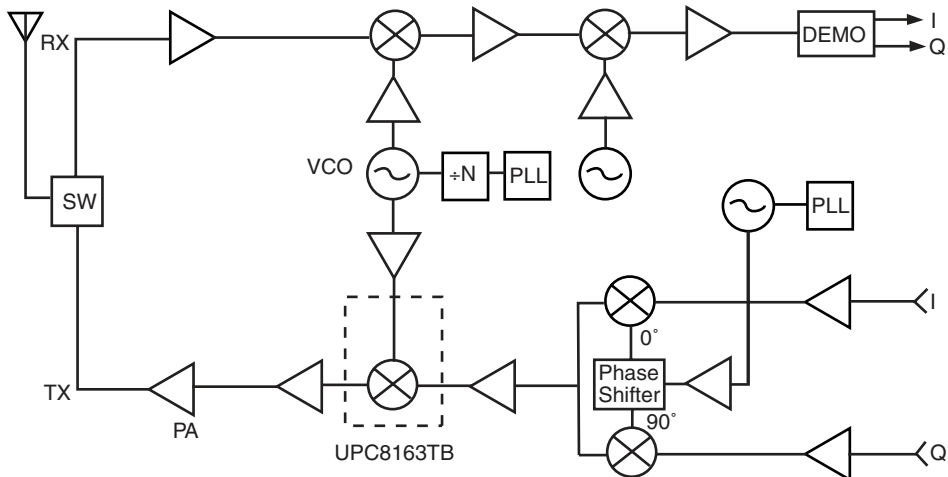 RX
DEMO
I
Q
VCO
÷N
PLL
SW
PLL
I
0˚
Phase
Shifter
90˚
TX
PA
UPC8163TB
Q